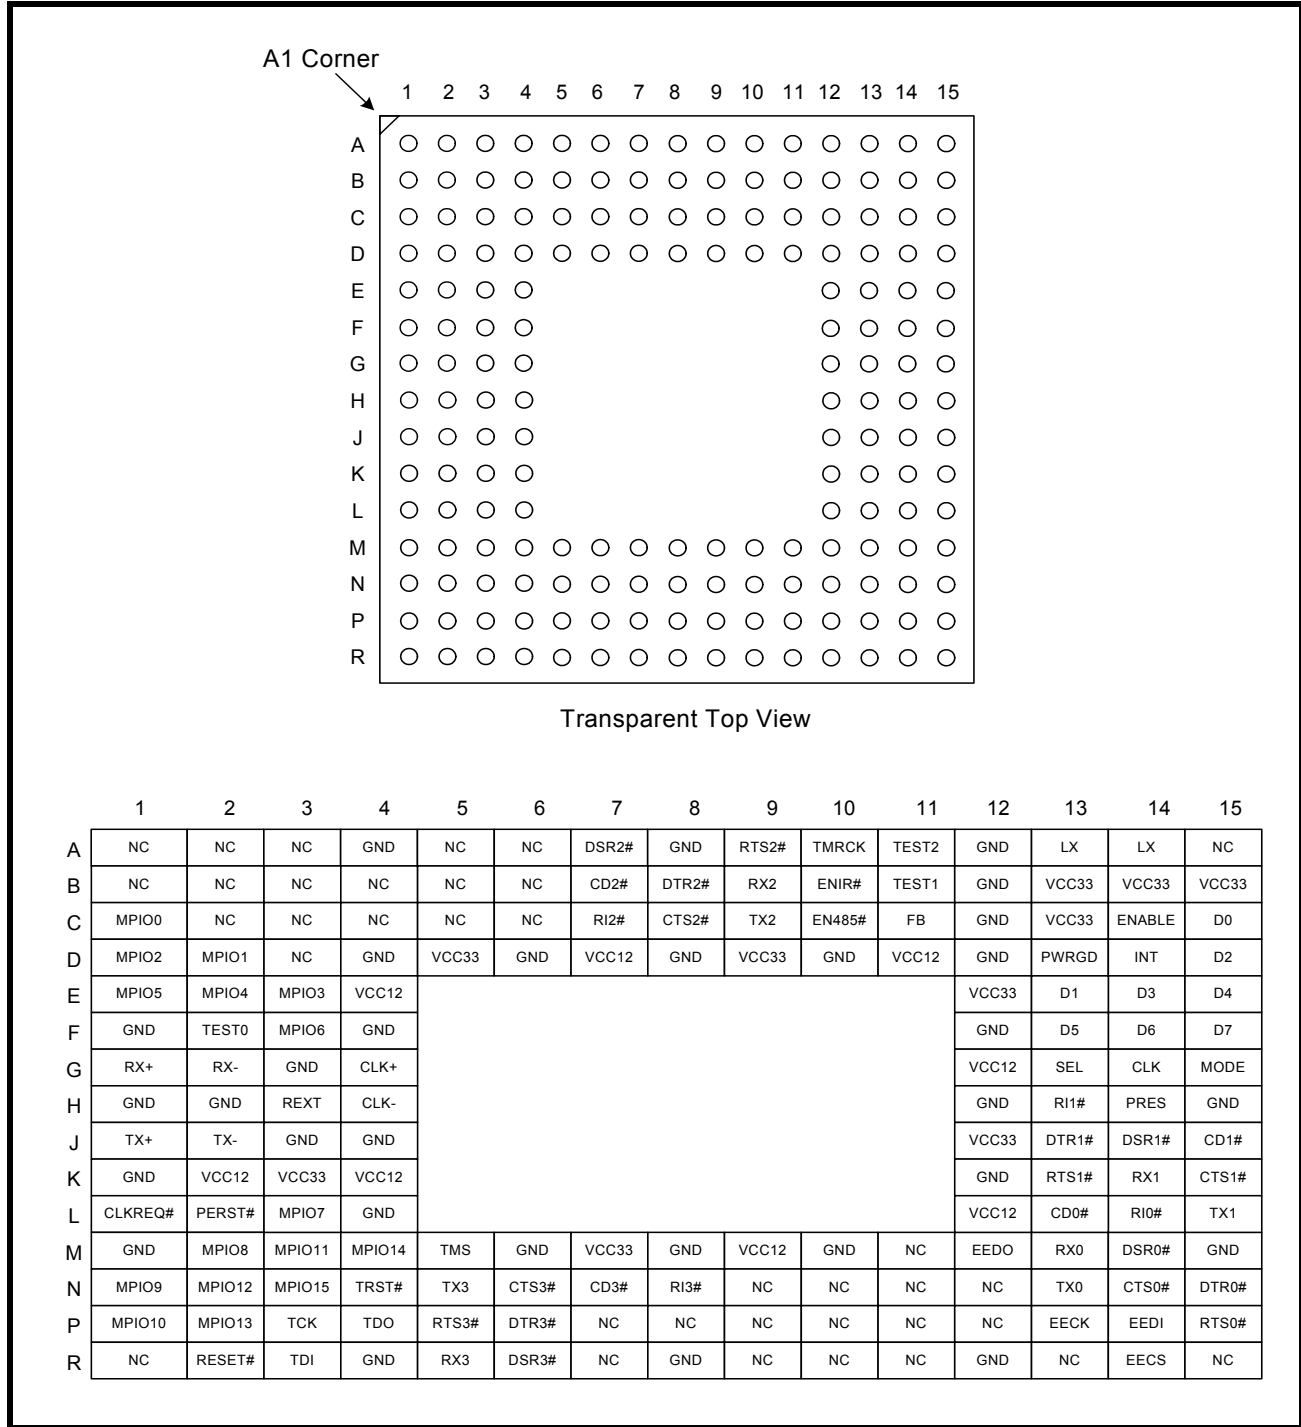 A1 Corner
1 2 3 4 5 6 7 8 9 10 11 12 13 14 15
A
B
C
D
E
F
G
H
J
K
L
M
N
P
R
Transparent Top View
1 2 3 4 5 6 7 8 9 10 11 12 13 14 15
A NC NC NC GND NC NC DSR2# GND RTS2# TMRCK TEST2 GND LX LX NC
B NC NC NC NC NC NC CD2# DTR2# RX2 ENIR# TEST1 GND VCC33 VCC33 VCC33
C MPIO0 NC NC NC NC NC RI2# CTS2# TX2 EN485# FB GND VCC33 ENABLE D0
D MPIO2 MPIO1 NC GND VCC33 GND VCC12 GND VCC33 GND VCC12 GND PWRGD INT D2
E MPIO5 MPIO4 MPIO3 VCC12 VCC33 D1 D3 D4
F GND TEST0 MPIO6 GND GND D5 D6 D7
G RX+ RX- GND CLK+ VCC12 SEL CLK MODE
H GND GND REXT CLK- GND RI1# PRES GND
J TX+ TX- GND GND VCC33 DTR1# DSR1# CD1#
K GND VCC12 VCC33 VCC12 GND RTS1# RX1 CTS1#
L CLKREQ# PERST# MPIO7 GND VCC12 CD0# RI0# TX1
M GND MPIO8 MPIO11 MPIO14 TMS GND VCC33 GND VCC12 GND NC EEDO RX0 DSR0# GND
N MPIO9 MPIO12 MPIO15 TRST# TX3 CTS3# CD3# RI3# NC NC NC NC TX0 CTS0# DTR0#
P MPIO10 MPIO13 TCK TDO RTS3# DTR3# NC NC NC NC NC NC EECK EEDI RTS0#
R NC RESET# TDI GND RX3 DSR3# NC GND NC NC NC GND NC EECS NC